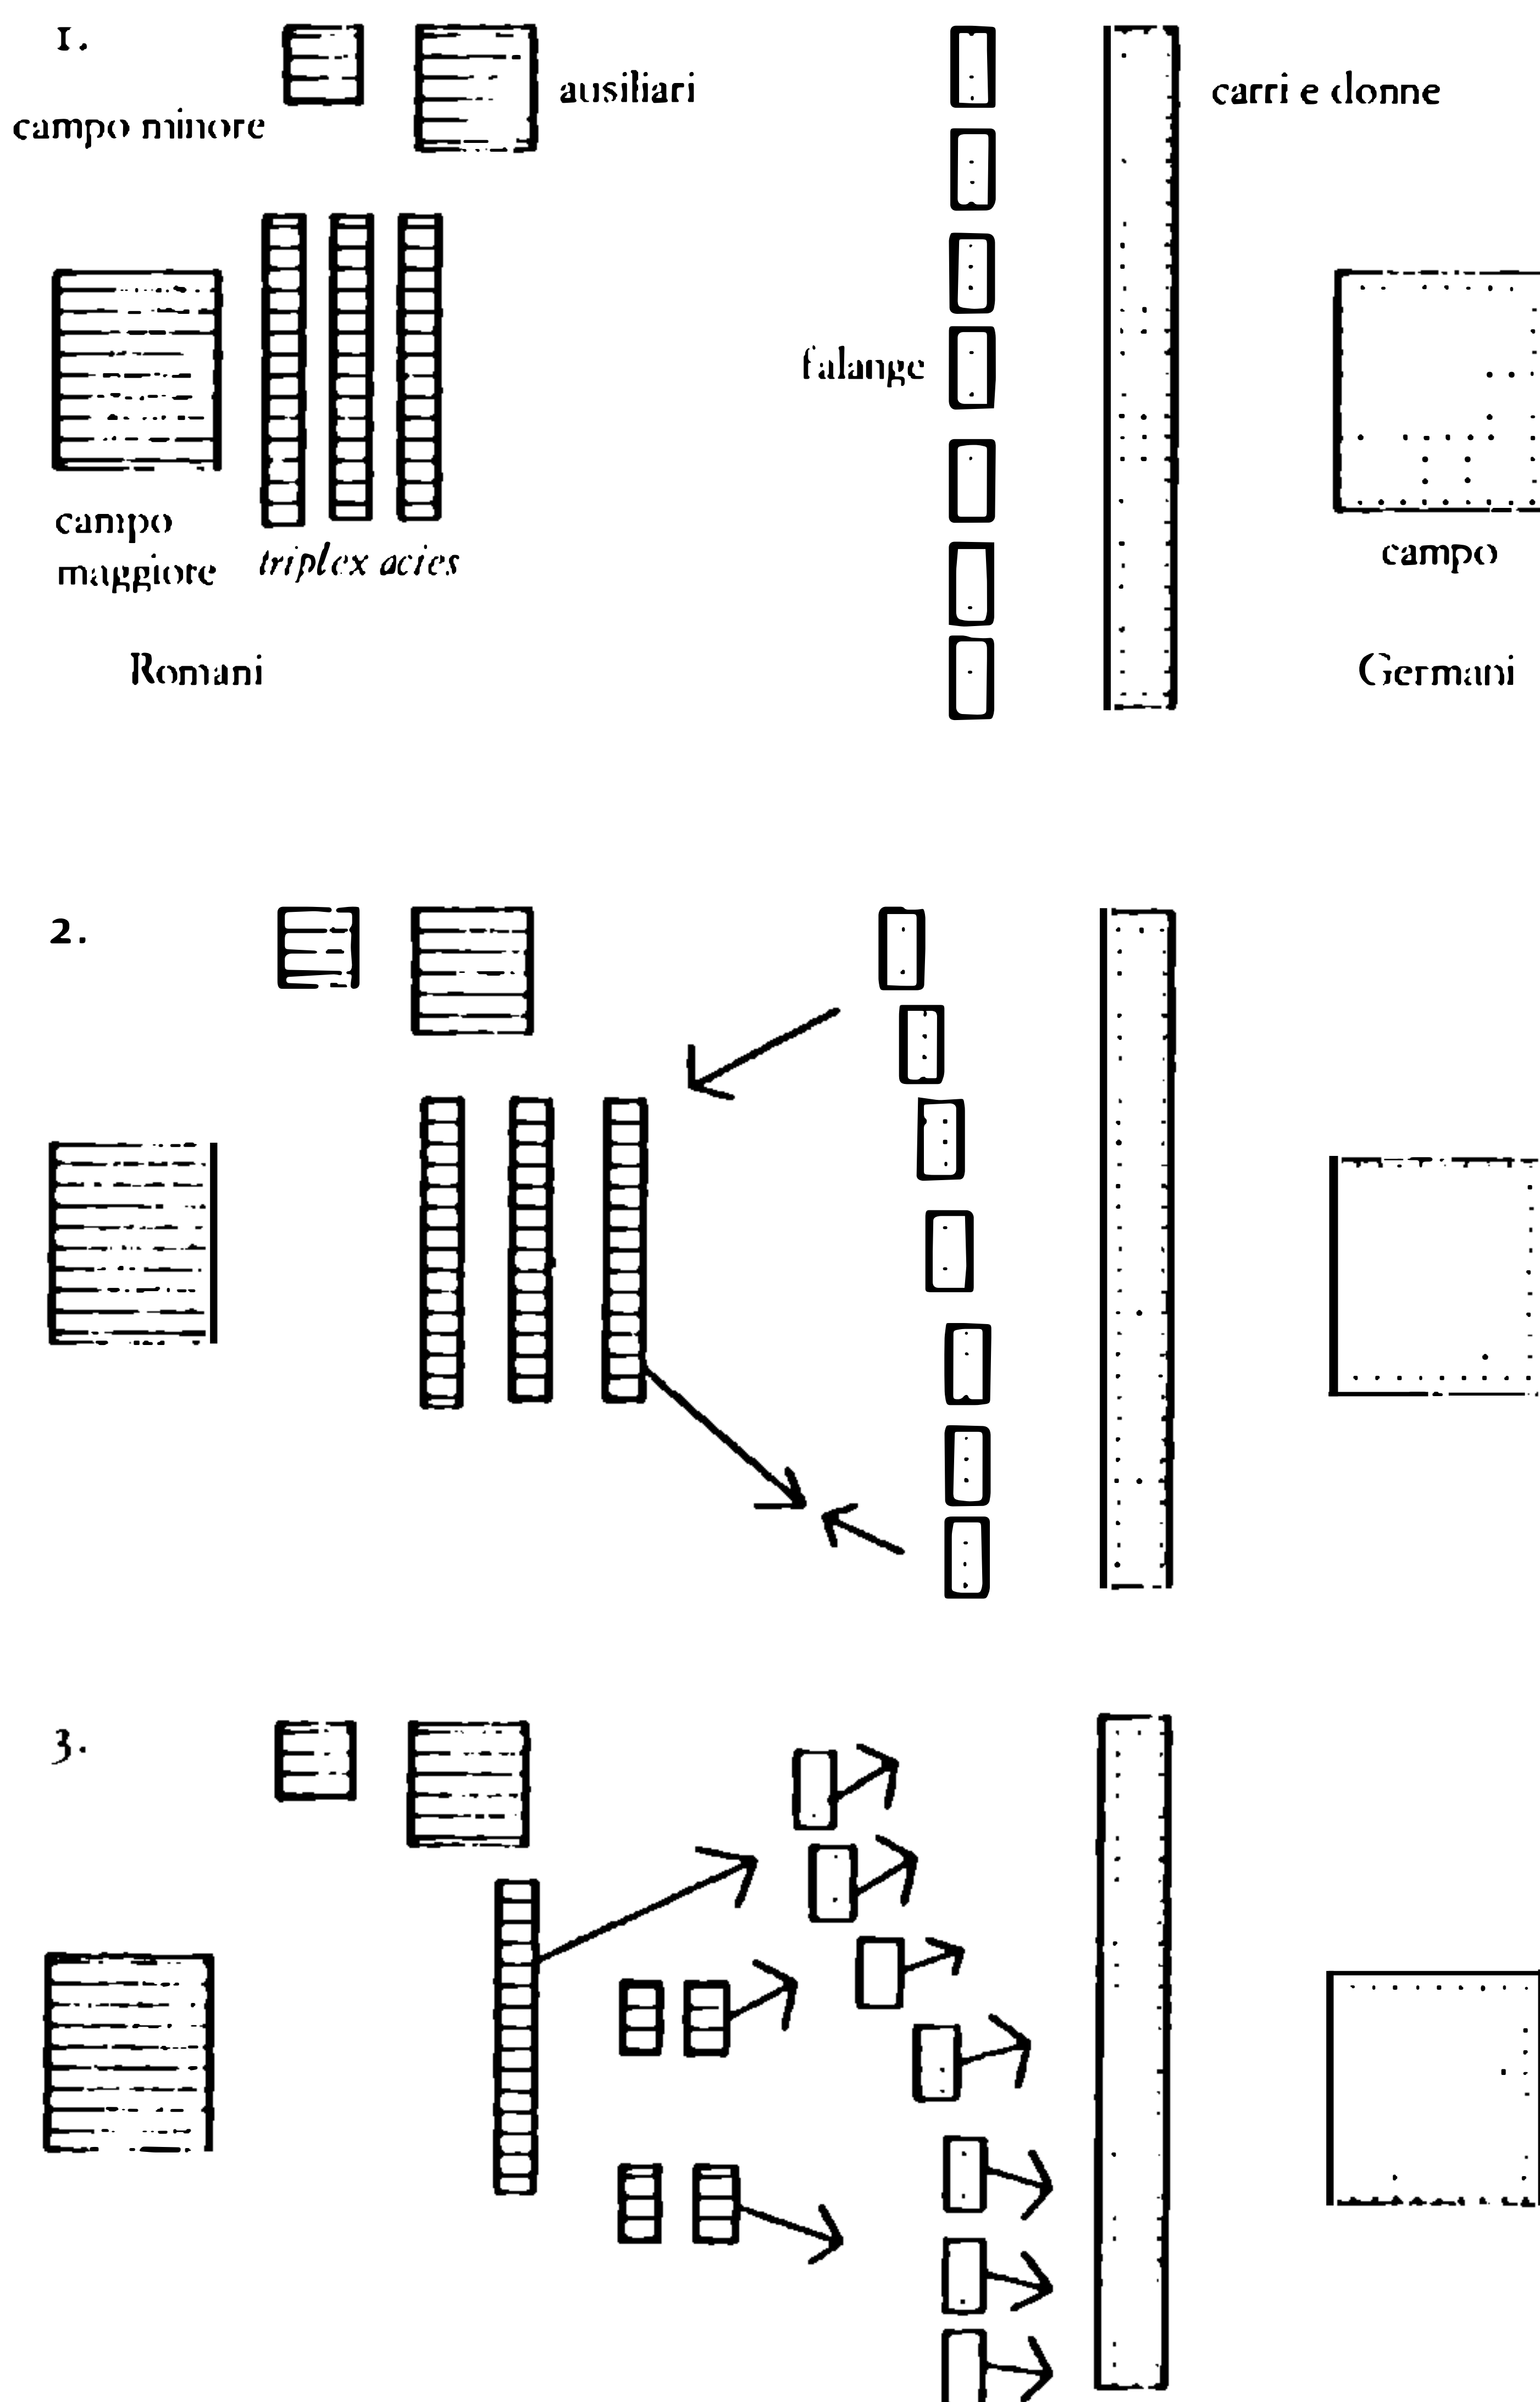 1.
campo minore
ausiliari
carri e donne
falange
campo
maggiore
triplex acies
campo
Romani
Germani
2.
3.